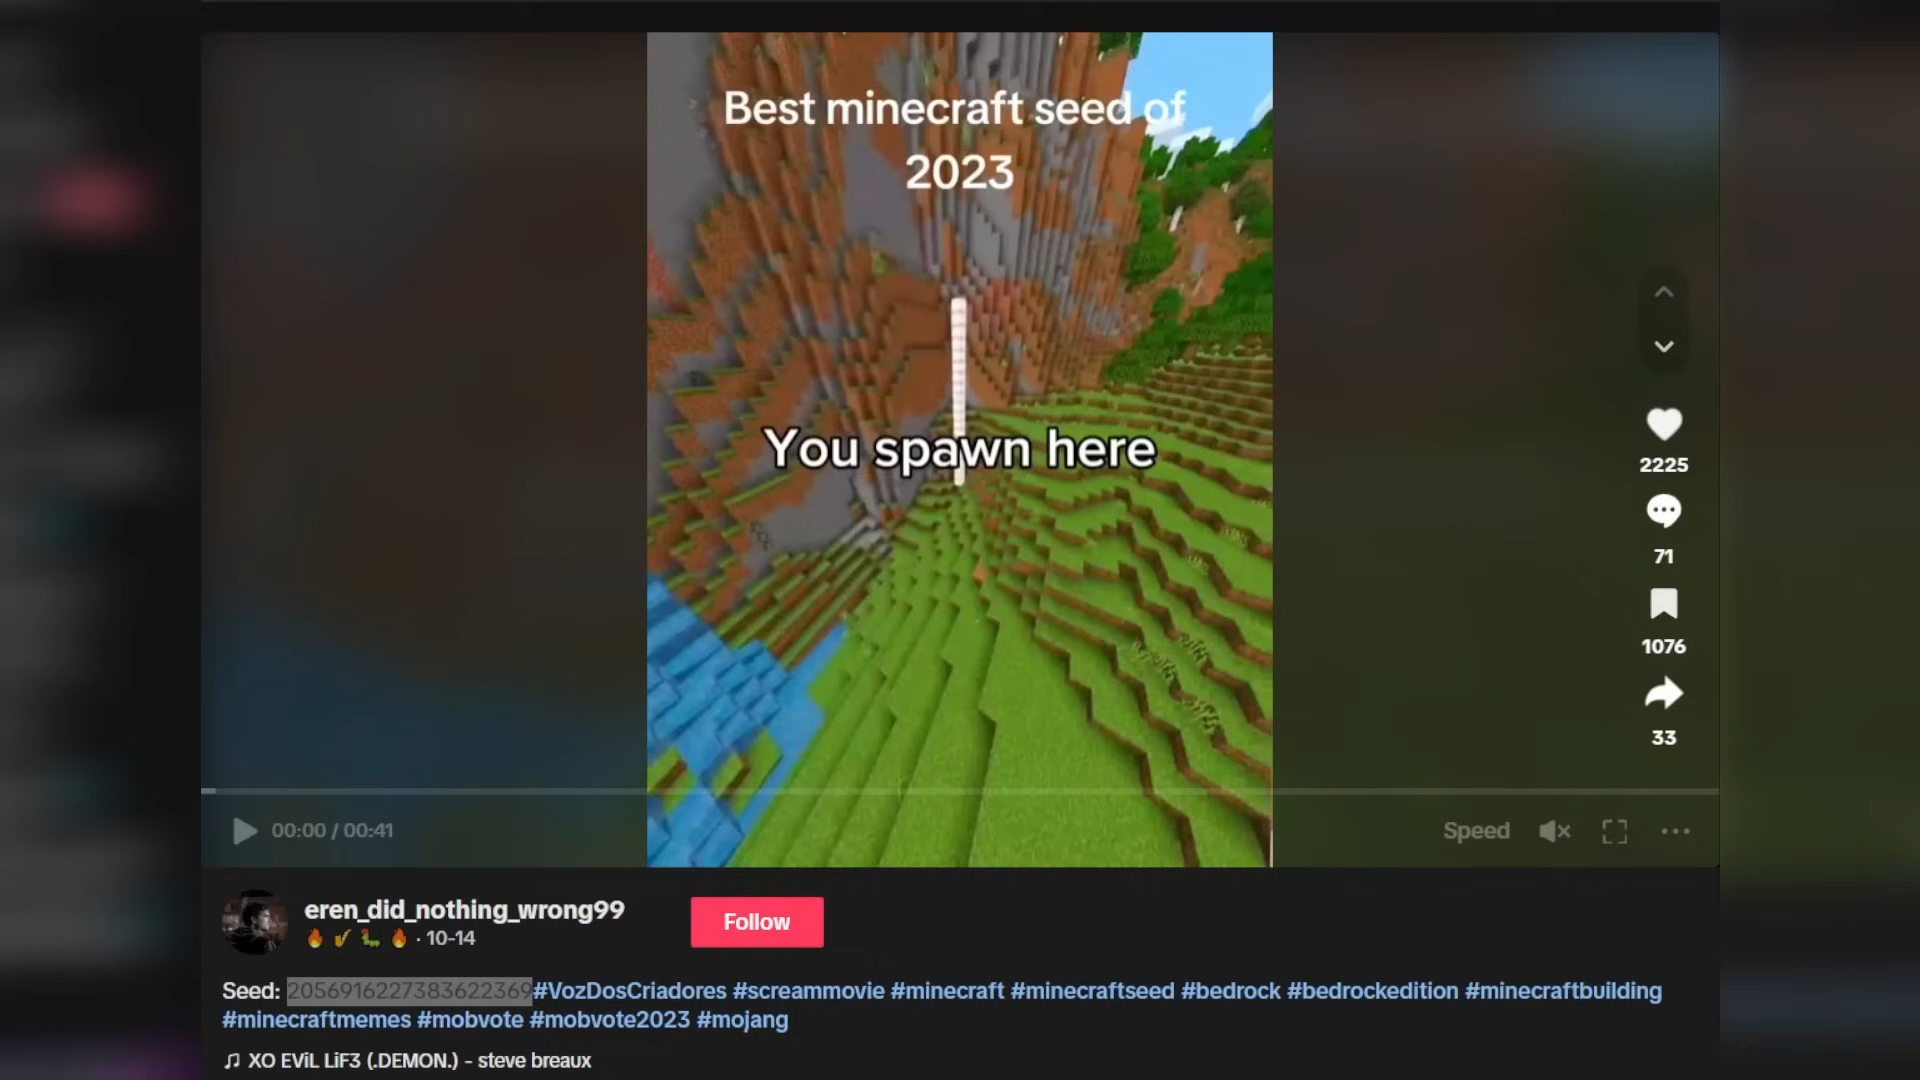 Best minecraft seed of
2023
You spawn here
2225
71
1076
33
00:00 / 00:41
Speed
eren_did_nothing_wrong99
· 10-14
Follow
Seed: 2056916227383622369#VozDosCriadores #screammovie #minecraft #minecraftseed #bedrock #bedrockedition #minecraftbuilding
#minecraftmemes #mobvote #mobvote2023 #mojang
XO EViL LiF3 (.DEMON.) - steve breaux